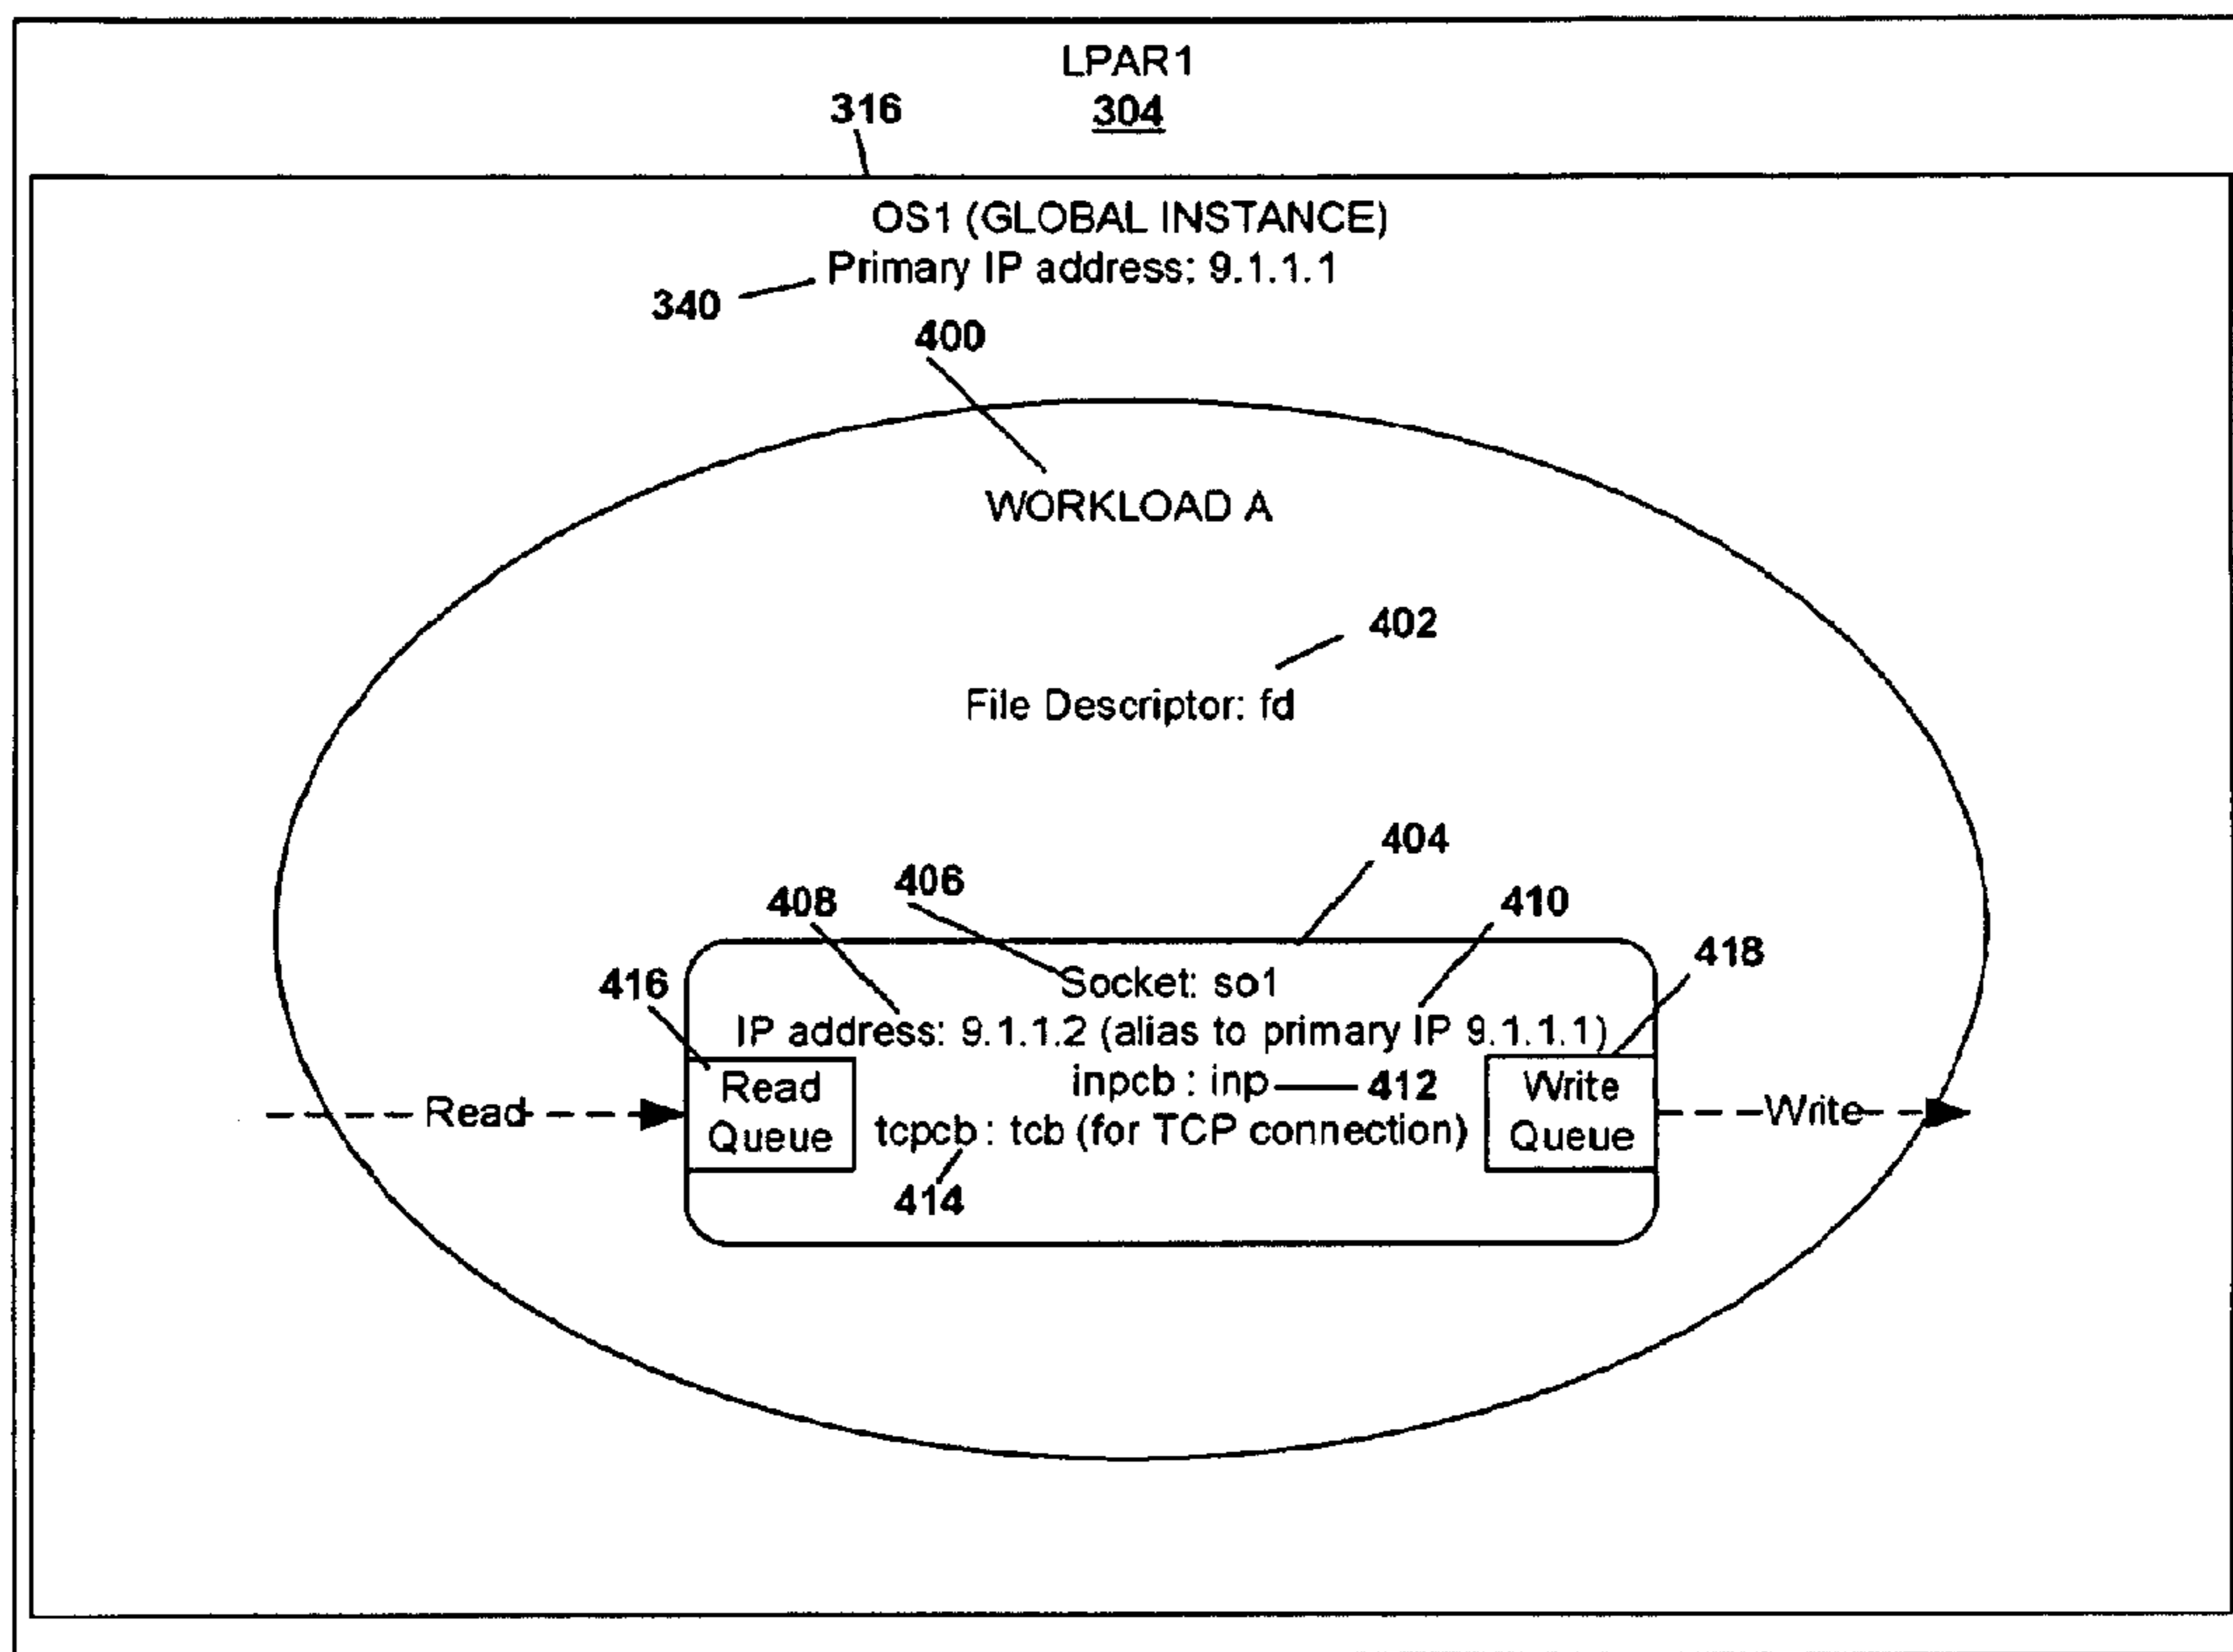 LPAR1
316
304
OS1 (GLOBAL INSTANCE)
Primary IP address: 9.1.1.1
340
400
WORKLOAD A
402
File Descriptor: fd
404
406
408
410
418
416
Socket: so1
IP address: 9.1.1.2 (alias to primary IP 9.1.1.1)
Read Queue
inpcb : inp
412
Write Queue
Read
tcpcb : tcb (for TCP connection)
Write
414